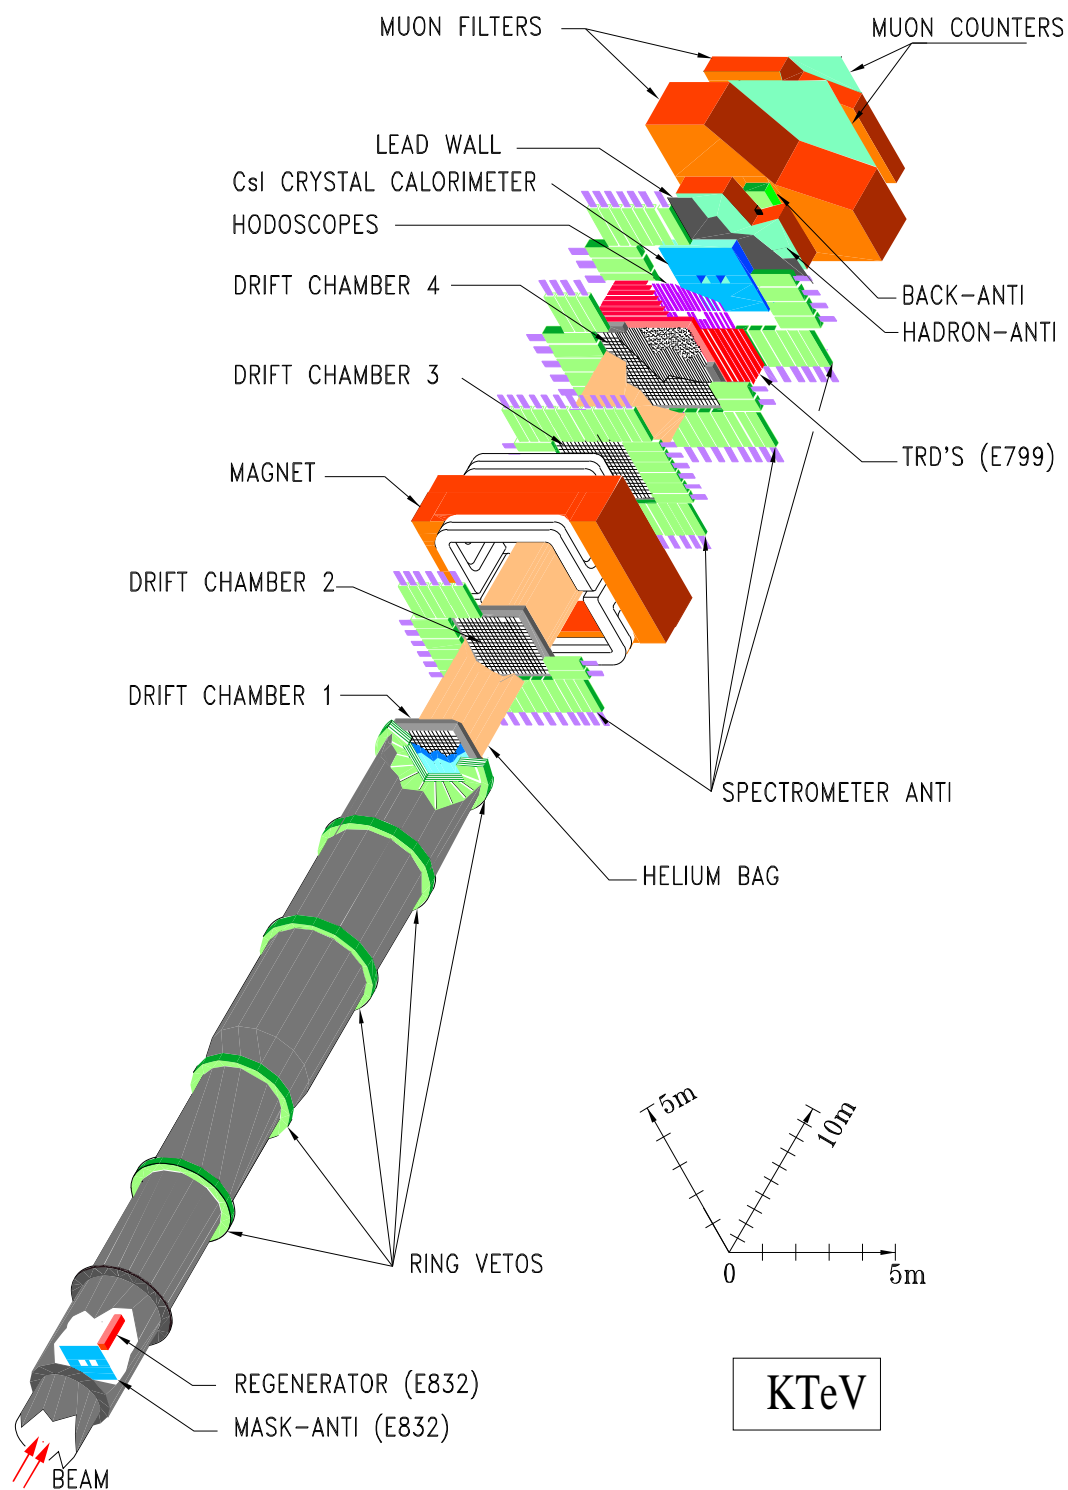 MUON FILTERS
MUON COUNTERS
LEAD WALL
CsI CRYSTAL CALORIMETER
HODOSCOPES
DRIFT CHAMBER 4
BACK-ANTI
HADRON-ANTI
DRIFT CHAMBER 3
TRD'S (E799)
MAGNET
DRIFT CHAMBER 2
DRIFT CHAMBER 1
SPECTROMETER ANTI
HELIUM BAG
5m
10m
RING VETOS
0
5m
REGENERATOR (E832)
KTeV
MASK-ANTI (E832)
BEAM